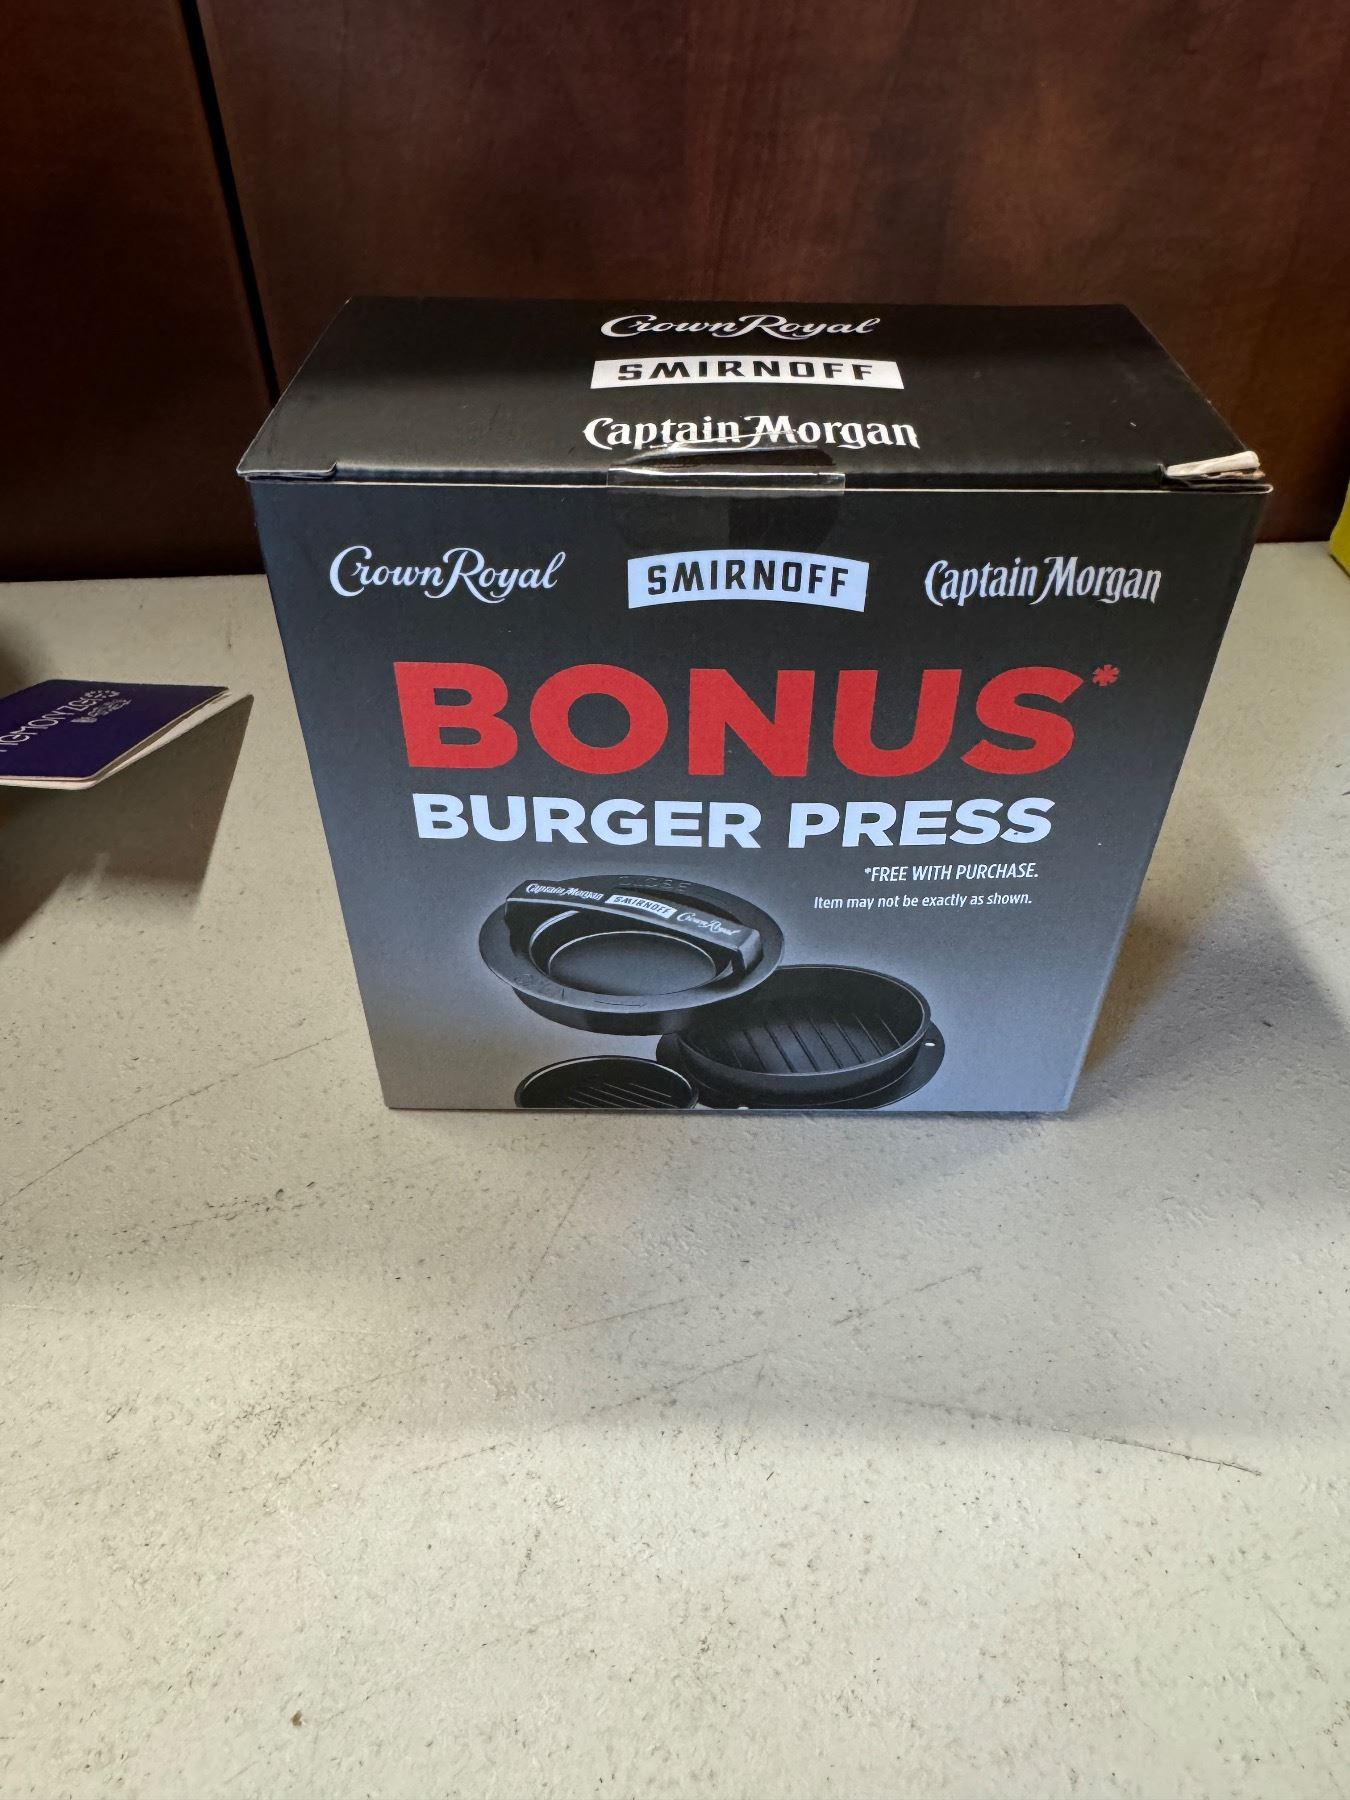 Crown Royal
SMIRNOFF
Captain Morgan
Crown Royal SMIRNOFF Captain Morgan
BONUS*
BURGER PRESS
*FREE WITH PURCHASE.
Item may not be exactly as shown.
CLOSE
Captain Morgan SMIRNOFF Crown Royal